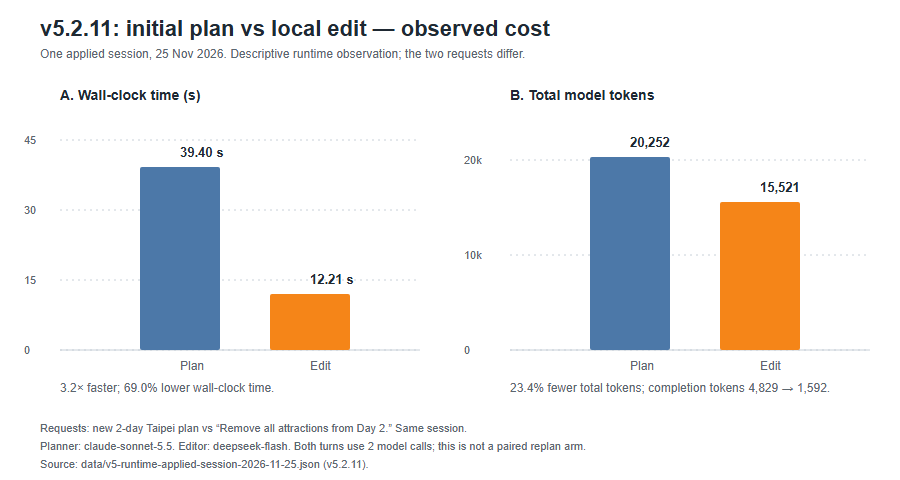 v5.2.11: initial plan vs local edit — observed cost
One applied session, 25 Nov 2026. Descriptive runtime observation; the two requests differ.
A. Wall-clock time (s)
45
30
15
0
39.40 s
12.21 s
Plan
Edit
3.2× faster; 69.0% lower wall-clock time.
B. Total model tokens
20k
10k
0
20,252
15,521
Plan
Edit
23.4% fewer total tokens; completion tokens 4,829 → 1,592.
Requests: new 2-day Taipei plan vs “Remove all attractions from Day 2.” Same session.
Planner: claude-sonnet-5.5. Editor: deepseek-flash. Both turns use 2 model calls; this is not a paired replan arm.
Source: data/v5-runtime-applied-session-2026-11-25.json (v5.2.11).